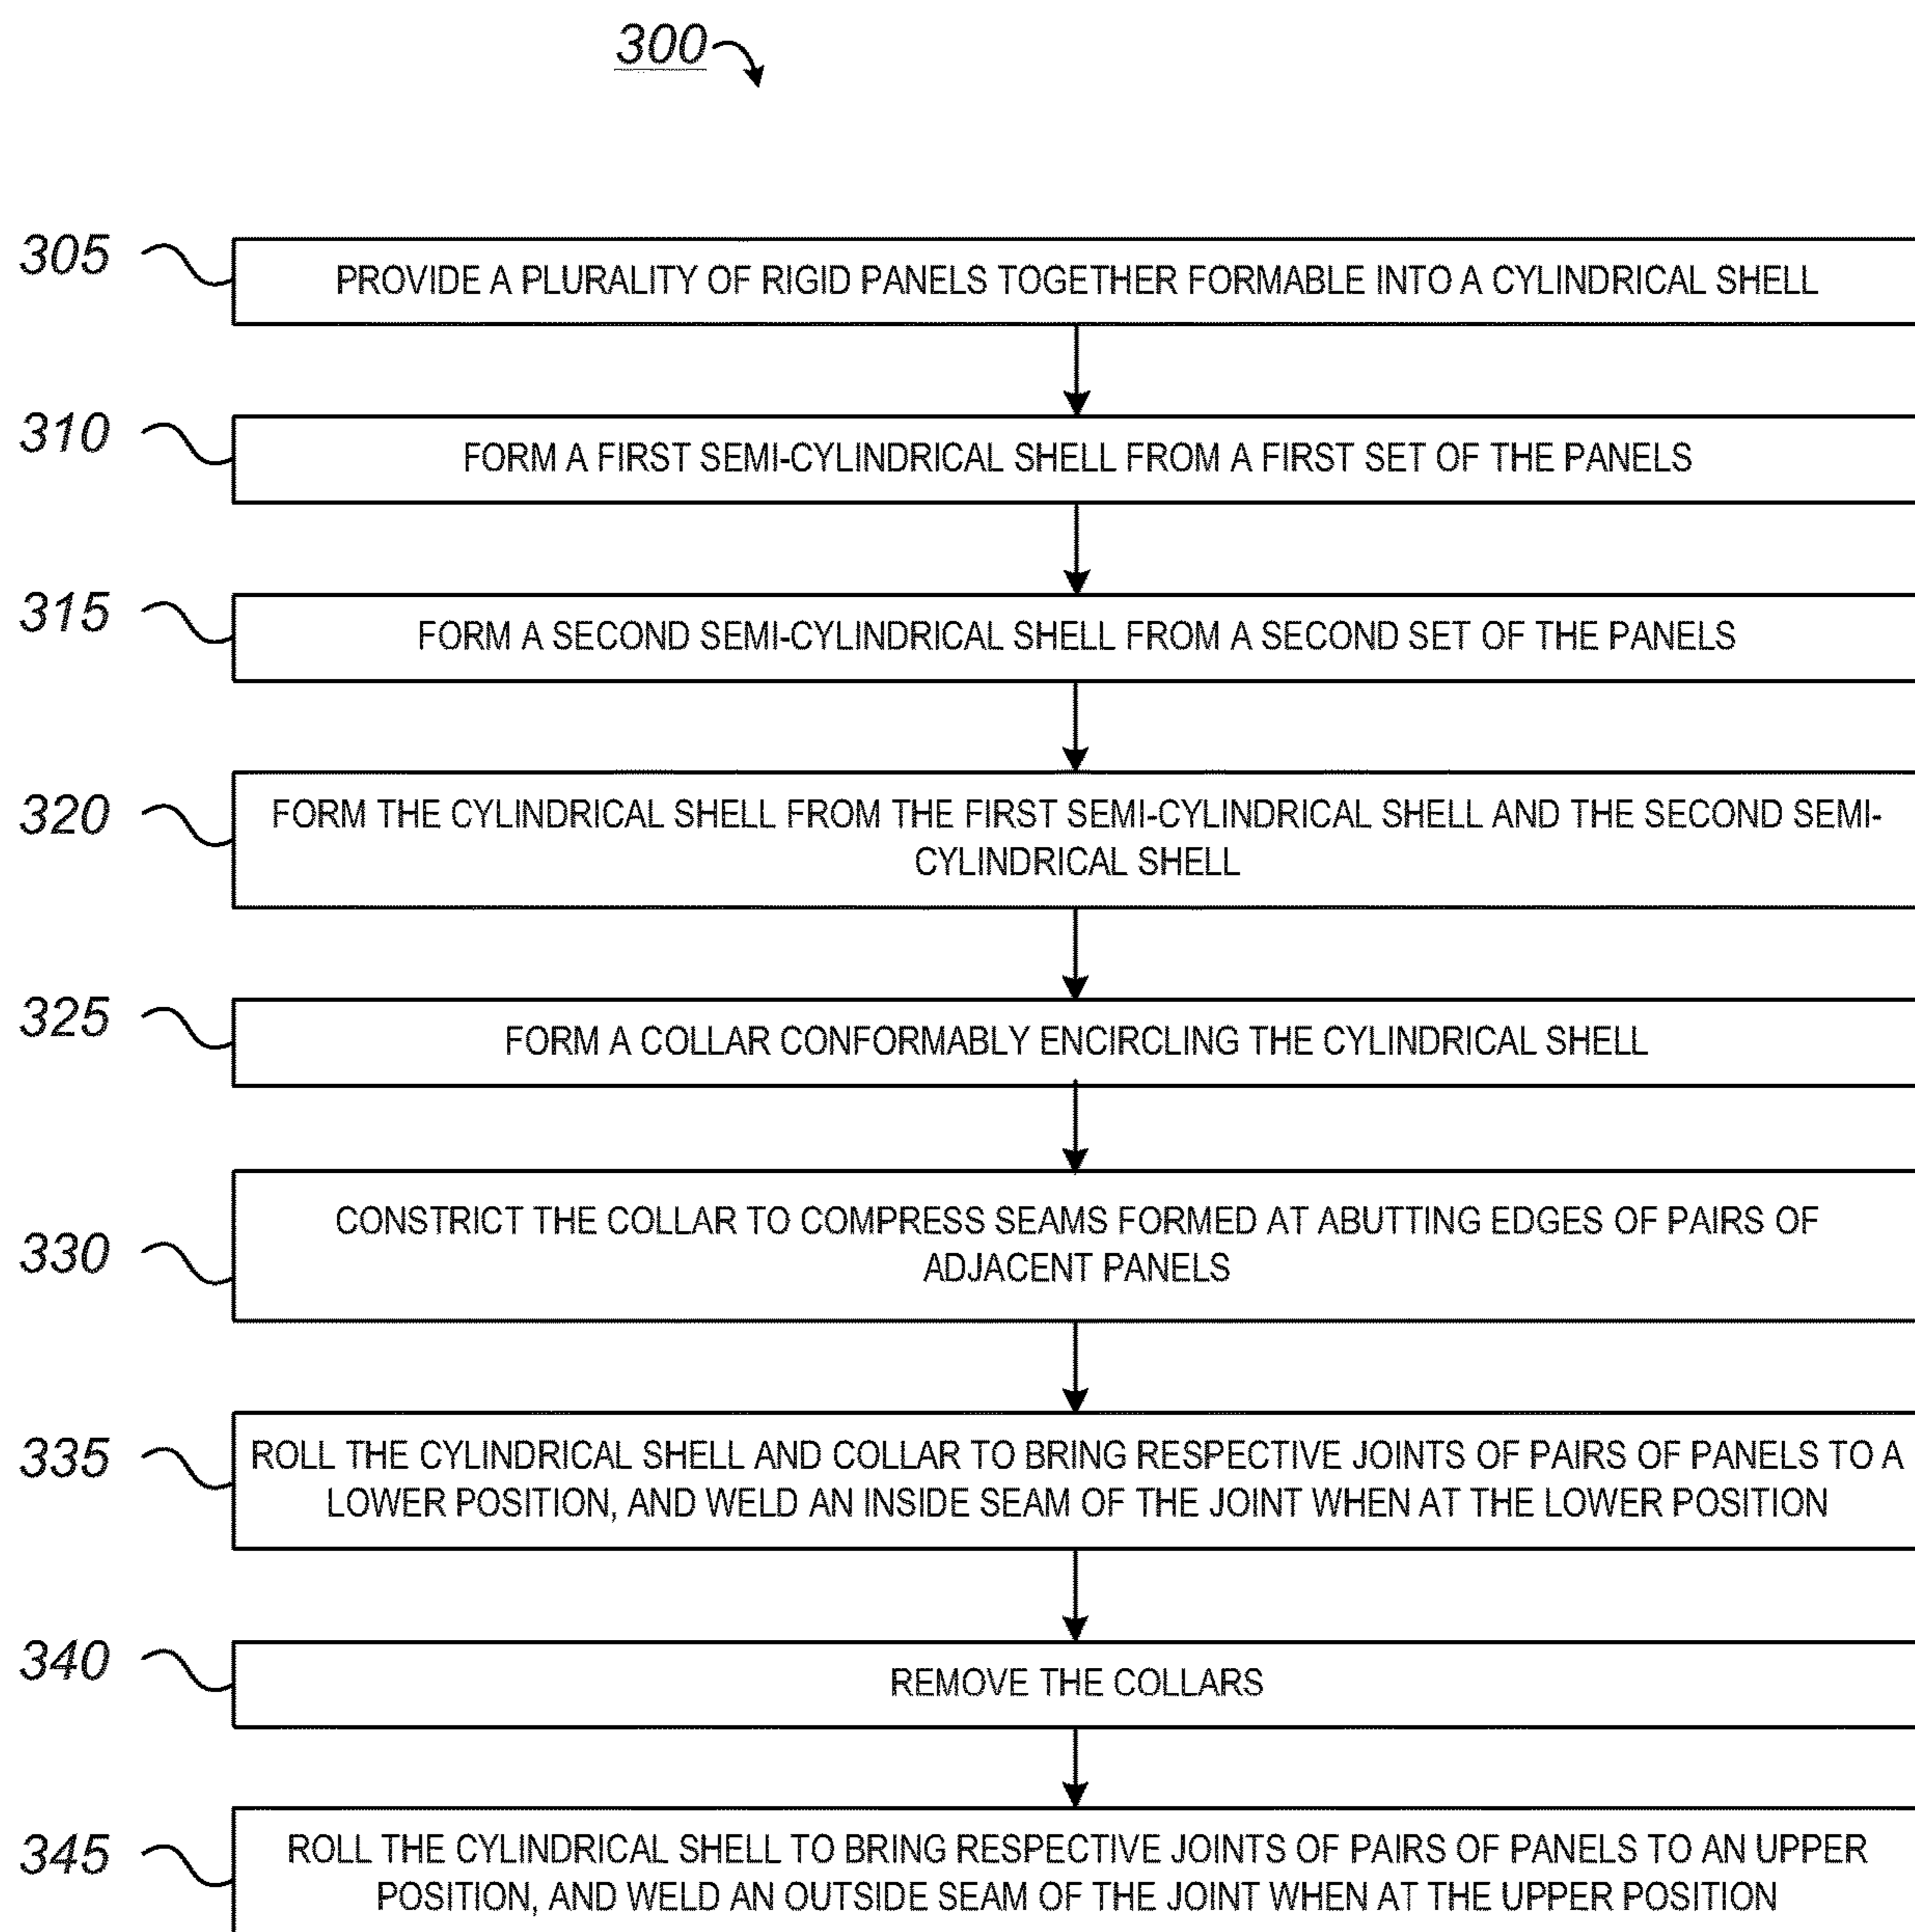 300
305
PROVIDE A PLURALITY OF RIGID PANELS TOGETHER FORMABLE INTO A CYLINDRICAL SHELL
310
FORM A FIRST SEMI-CYLINDRICAL SHELL FROM A FIRST SET OF THE PANELS
315
FORM A SECOND SEMI-CYLINDRICAL SHELL FROM A SECOND SET OF THE PANELS
320
FORM THE CYLINDRICAL SHELL FROM THE FIRST SEMI-CYLINDRICAL SHELL AND THE SECOND SEMI-
CYLINDRICAL SHELL
325
FORM A COLLAR CONFORMABLY ENCIRCLING THE CYLINDRICAL SHELL
330
CONSTRICT THE COLLAR TO COMPRESS SEAMS FORMED AT ABUTTING EDGES OF PAIRS OF
ADJACENT PANELS
335
ROLL THE CYLINDRICAL SHELL AND COLLAR TO BRING RESPECTIVE JOINTS OF PAIRS OF PANELS TO A
LOWER POSITION, AND WELD AN INSIDE SEAM OF THE JOINT WHEN AT THE LOWER POSITION
340
REMOVE THE COLLARS
345
ROLL THE CYLINDRICAL SHELL TO BRING RESPECTIVE JOINTS OF PAIRS OF PANELS TO AN UPPER
POSITION, AND WELD AN OUTSIDE SEAM OF THE JOINT WHEN AT THE UPPER POSITION